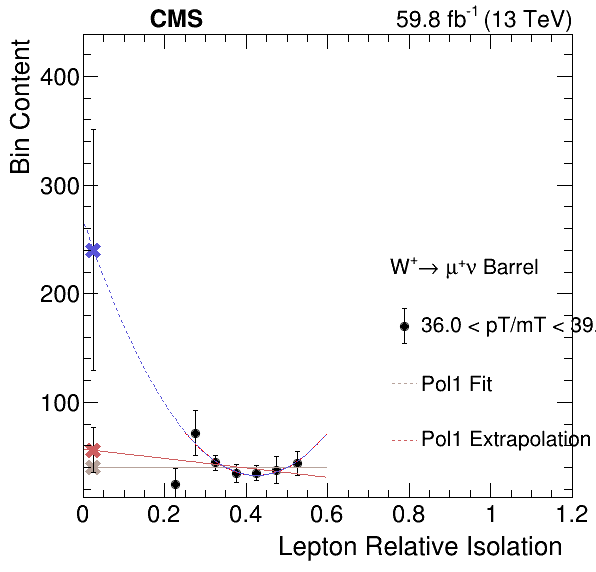 CMS 59.8 fb-1 (13 TeV)
Bin Content
400
300
200
100
W+→ μ+ν Barrel
36.0 < pT/mT < 39.
Pol1 Fit
Pol1 Extrapolation
0 0.2 0.4 0.6 0.8 1 1.2
Lepton Relative Isolation